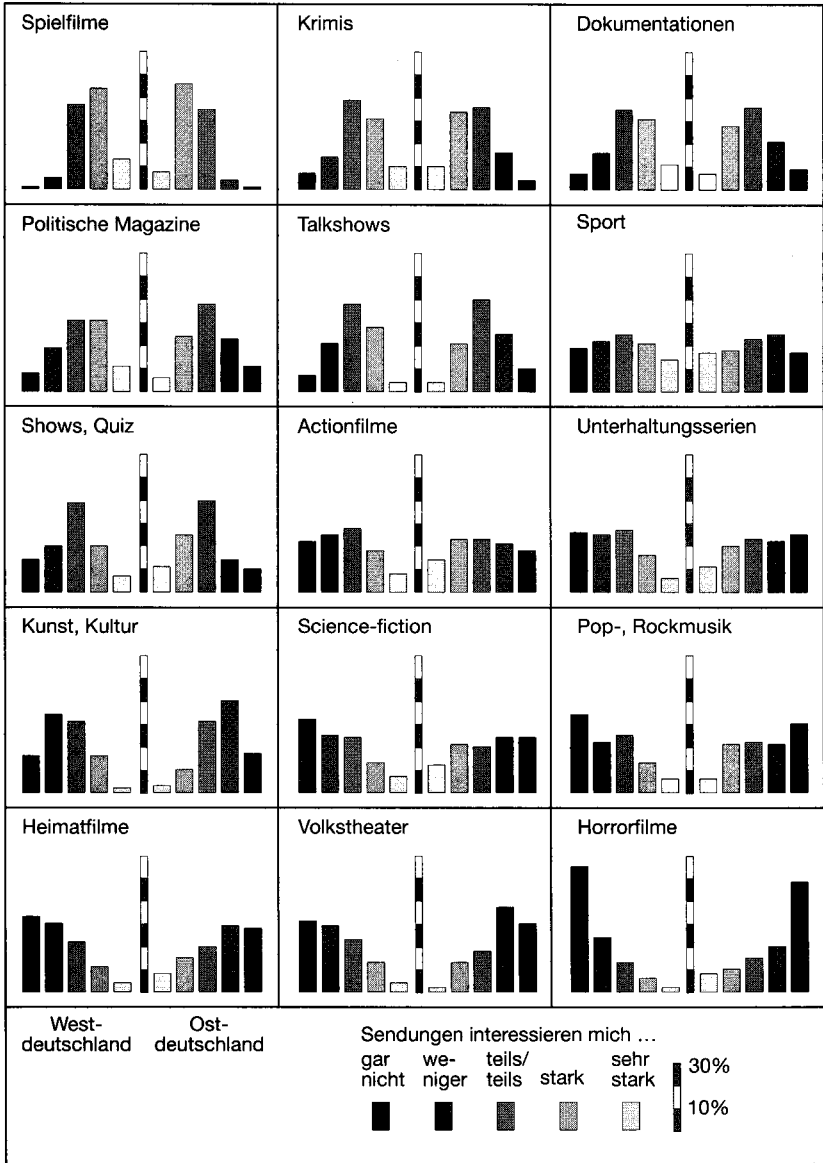 Spielfilme
Krimis
Dokumentationen
Politische Magazine
Talkshows
Sport
Shows, Quiz
Actionfilme
Unterhaltungsserien
Kunst, Kultur
Science-fiction
Pop-, Rockmusik
Heimatfilme
Volkstheater
Horrorfilme
West-
deutschland
Ost-
deutschland
Sendungen interessieren mich ...
gar
nicht
we-
niger
teils/
teils
stark
sehr
stark
30%
10%